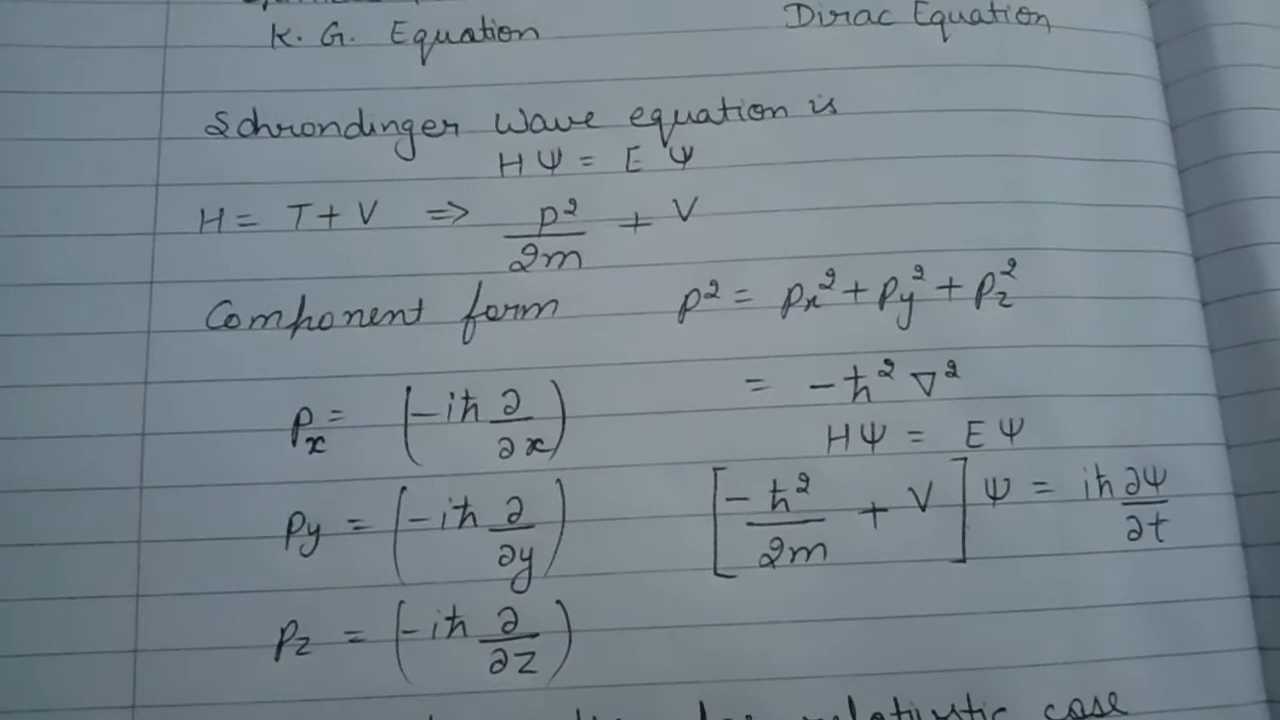 K. G. Equation Dirac Equation
Schrondinger Wave equation is
HΨ = EΨ
H = T + V => p²/2m + V
Component form p² = px² + py² + pz²
= -ħ²∇²
Px = (-iħ ∂/∂x)
HΨ = EΨ
Py = (-iħ ∂/∂y) [-ħ²/2m + V]Ψ = iħ ∂Ψ/∂t
Pz = (-iħ ∂/∂z)
case